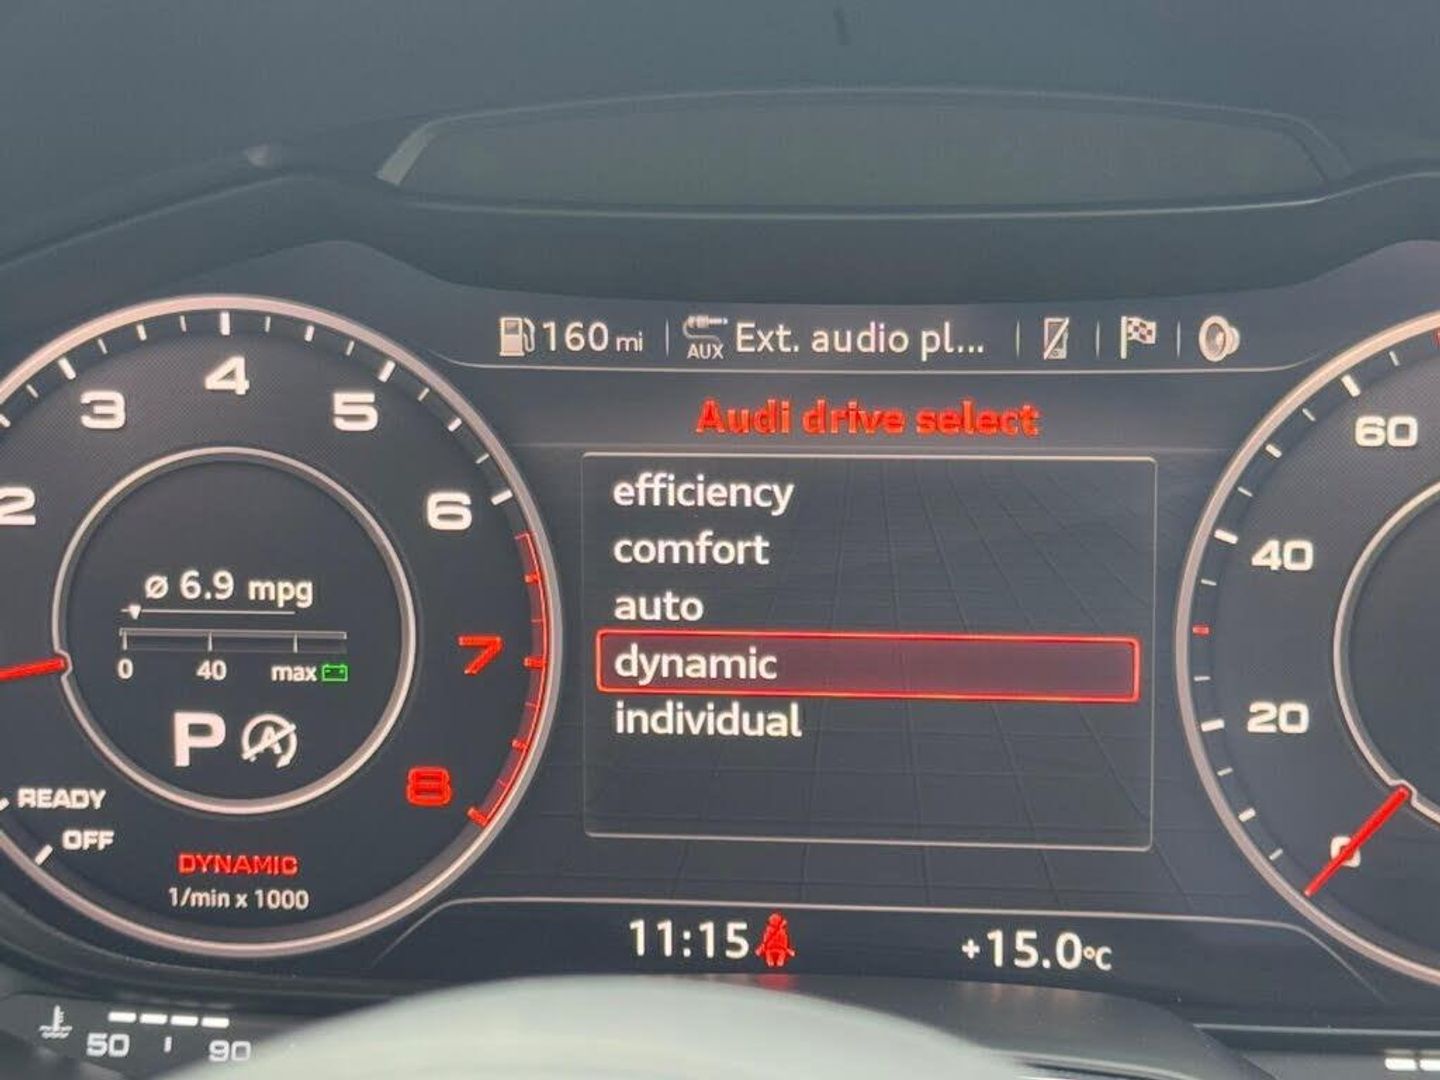 160 mi
AUX Ext. audio pl...
Audi drive select
efficiency
comfort
auto
dynamic
individual
2
3
4
5
6
7
8
ø 6.9 mpg
0 40 max
P
A
READY
OFF
DYNAMIC
1/min x 1000
60
40
20
0
11:15
+15.0°C
50 90